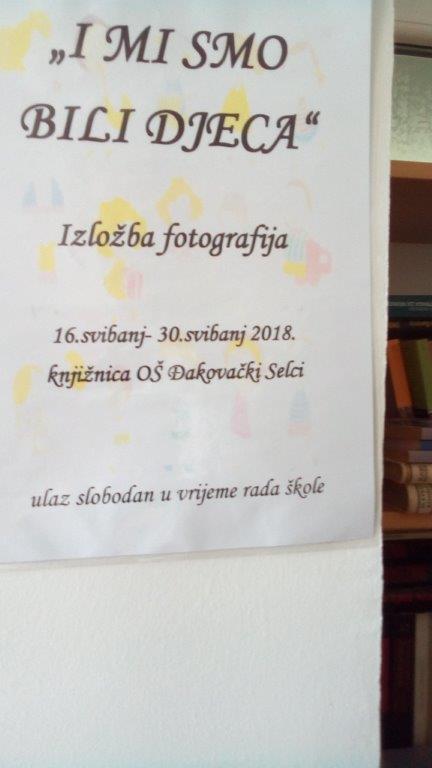 „I MI SMO
BILI DJECA“
Izložba fotografija
16.svibanj- 30.svibanj 2018.
knjižnica OŠ Đakovački Selci
ulaz slobodan u vrijeme rada škole